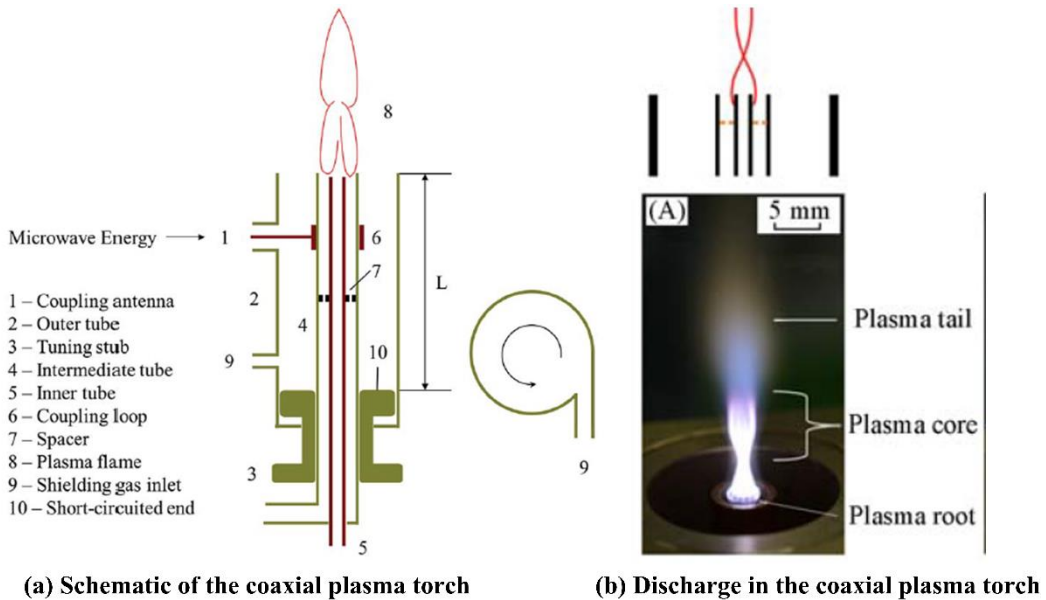 8
Microwave Energy
1
6
7
2
L
4
1 – Coupling antenna
2 – Outer tube
3 – Tuning stub
4 – Intermediate tube
5 – Inner tube
6 – Coupling loop
7 – Spacer
8 – Plasma flame
9 – Shielding gas inlet
10 – Short-circuited end
9
10
3
5
9
(A)
5 mm
Plasma tail
Plasma core
Plasma root
(a) Schematic of the coaxial plasma torch
(b) Discharge in the coaxial plasma torch